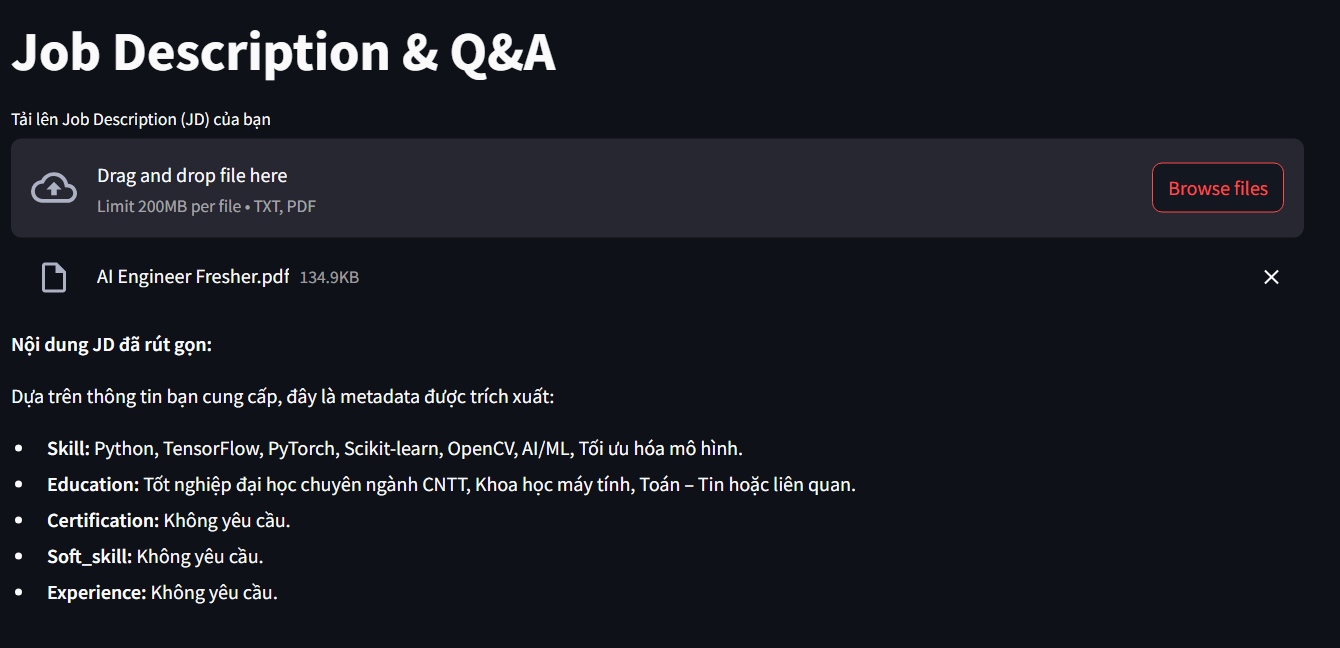 Job Description & Q&A
Tải lên Job Description (JD) của bạn
Drag and drop file here
Limit 200MB per file • TXT, PDF
Browse files
AI Engineer Fresher.pdf 134.9KB
Nội dung JD đã rút gọn:
Dựa trên thông tin bạn cung cấp, đây là metadata được trích xuất:
• Skill: Python, TensorFlow, PyTorch, Scikit-learn, OpenCV, AI/ML, Tối ưu hóa mô hình.
• Education: Tốt nghiệp đại học chuyên ngành CNTT, Khoa học máy tính, Toán – Tin hoặc liên quan.
• Certification: Không yêu cầu.
• Soft_skill: Không yêu cầu.
• Experience: Không yêu cầu.